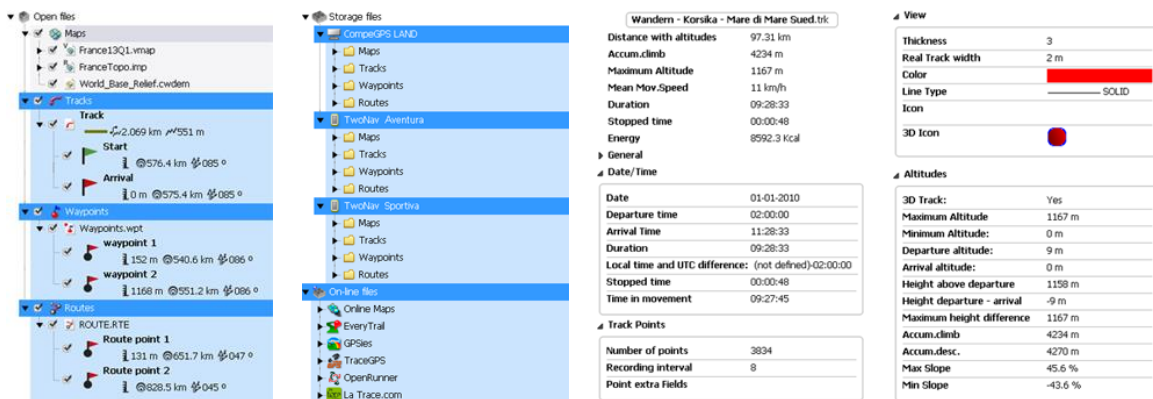 Open files
Maps
France13Q1.vmap
FranceTopo.imp
World_Base_Relief.cwdem
Tracks
Track
2.069 km 551 m
Start
576.4 km 085 º
Arrival
0 m 575.4 km 085 º
Waypoints
Waypoints.wpt
waypoint 1
152 m 540.6 km 086 º
waypoint 2
1168 m 551.2 km 086 º
Routes
ROUTE.RTE
Route point 1
131 m 651.7 km 047 º
Route point 2
828.5 km 045 º
Storage files
CompeGPS LAND
Maps
Tracks
Waypoints
Routes
TwoNav Aventura
Maps
Tracks
Waypoints
Routes
TwoNav Sportiva
Maps
Tracks
Waypoints
Routes
On-line files
Online Maps
EveryTrail
GPSies
TraceGPS
OpenRunner
La Trace.com
Wandern - Korsika - Mare di Mare Sued.trk
Distance with altitudes 97.31 km
Accum.climb 4234 m
Maximum Altitude 1167 m
Mean Mov.Speed 11 km/h
Duration 09:28:33
Stopped time 00:00:48
Energy 8592.3 Kcal
General
Date/Time
Date 01-01-2010
Departure time 02:00:00
Arrival Time 11:28:33
Duration 09:28:33
Local time and UTC difference: (not defined)-02:00:00
Stopped time 00:00:48
Time in movement 09:27:45
Track Points
Number of points 3834
Recording interval 8
Point extra Fields
View
Thickness 3
Real Track width 2 m
Color
Line Type SOLID
Icon
3D Icon
Altitudes
3D Track: Yes
Maximum Altitude 1167 m
Minimum Altitude: 0 m
Departure altitude: 9 m
Arrival altitude: 0 m
Height above departure 1158 m
Height departure - arrival -9 m
Maximum height difference 1167 m
Accum.climb 4234 m
Accum.desc. 4270 m
Max Slope 45.6 %
Min Slope -43.6 %